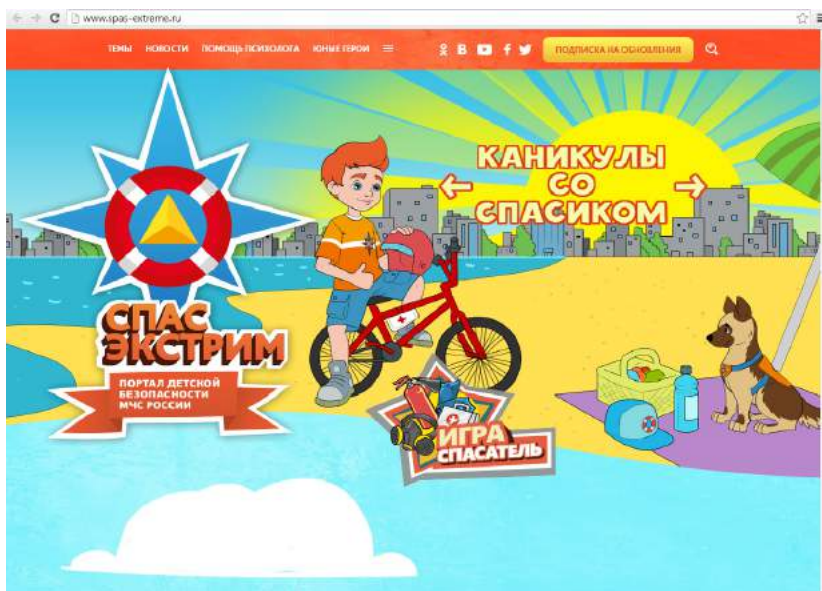 www.spas-extreme.ru
ТЕМЫ НОВОСТИ ПОМОЩЬ ПСИХОЛОГА ЮНЫЕ ГЕРОИ
ПОДПИСКА НА ОБНОВЛЕНИЯ
КАНИКУЛЫ
СО
СПАСИКОМ
СПАС
ЭКСТРИМ
ПОРТАЛ ДЕТСКОЙ
БЕЗОПАСНОСТИ
МЧС РОССИИ
ИГРА
СПАСАТЕЛЬ